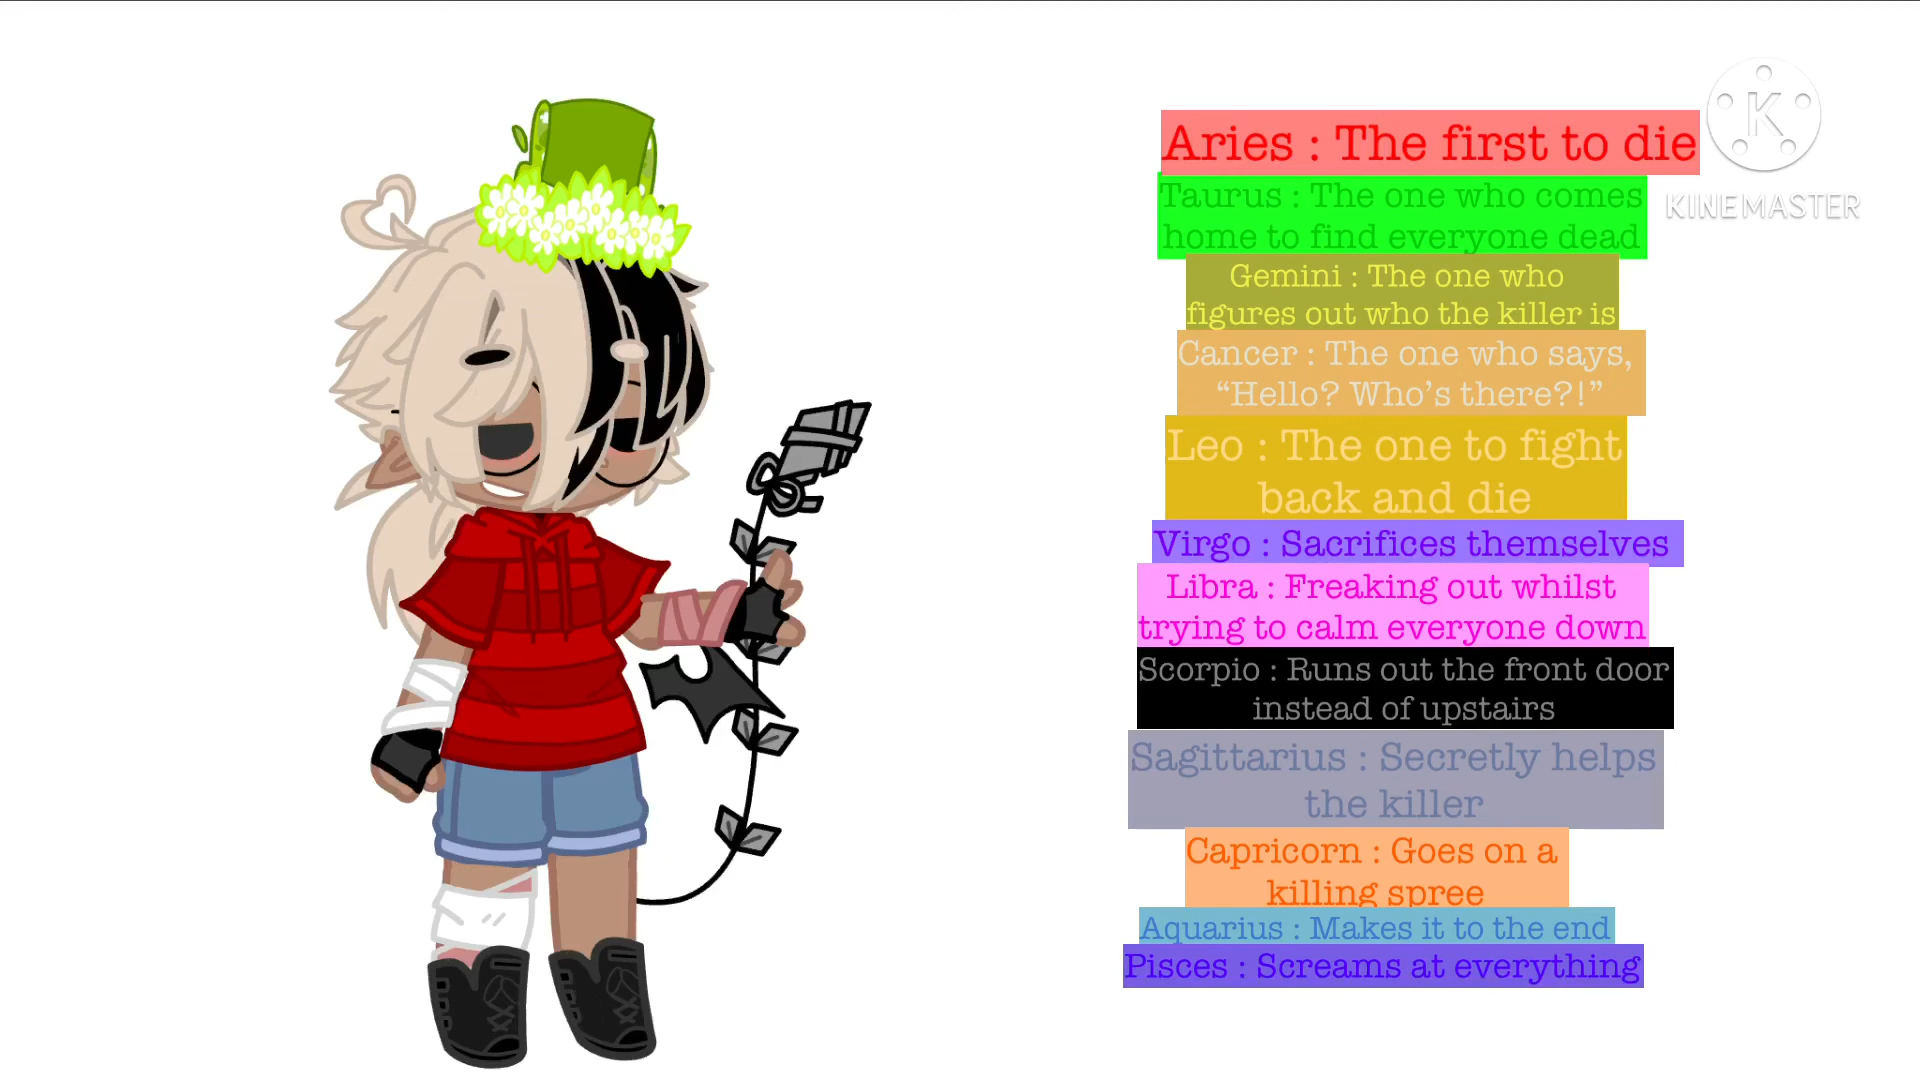 Aries : The first to die
K
KINEMASTER
Taurus : The one who comes
home to find everyone dead
Gemini : The one who
figures out who the killer is
Cancer : The one who says,
“Hello? Who’s there?!”
Leo : The one to fight
back and die
Virgo : Sacrifices themselves
Libra : Freaking out whilst
trying to calm everyone down
Scorpio : Runs out the front door
instead of upstairs
Sagittarius : Secretly helps
the killer
Capricorn : Goes on a
killing spree
Aquarius : Makes it to the end
Pisces : Screams at everything